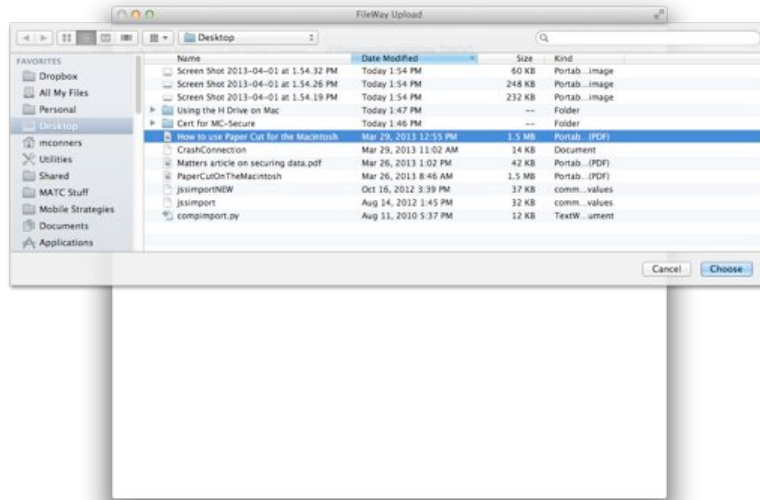 FileWay Upload
Desktop
FAVORITES
Dropbox
All My Files
Personal
Desktop
mconners
Utilities
Shared
MATC Stuff
Mobile Strategies
Documents
Applications
Name Date Modified Size Kind
Screen Shot 2013-04-01 at 1.54.32 PM Today 1:54 PM 60 KB Portab...image
Screen Shot 2013-04-01 at 1.54.26 PM Today 1:54 PM 248 KB Portab...image
Screen Shot 2013-04-01 at 1.54.19 PM Today 1:54 PM 232 KB Portab...image
Using the H Drive on Mac Today 1:47 PM -- Folder
Cert for MC-Secure Today 1:46 PM -- Folder
How to use Paper Cut for the Macintosh Mar 29, 2013 12:55 PM 1.5 MB Portab...(PDF)
CrashConnection Mar 29, 2013 11:02 AM 14 KB Document
Matters article on securing data.pdf Mar 26, 2013 1:02 PM 42 KB Portab...(PDF)
PaperCutOnTheMacintosh Mar 26, 2013 8:46 AM 1.5 MB Portab...(PDF)
jssimportNEW Oct 16, 2012 3:39 PM 37 KB comm...values
jssimport Aug 14, 2012 1:45 PM 32 KB comm...values
compimport.py Aug 11, 2010 5:37 PM 12 KB TextW...ument
Cancel Choose